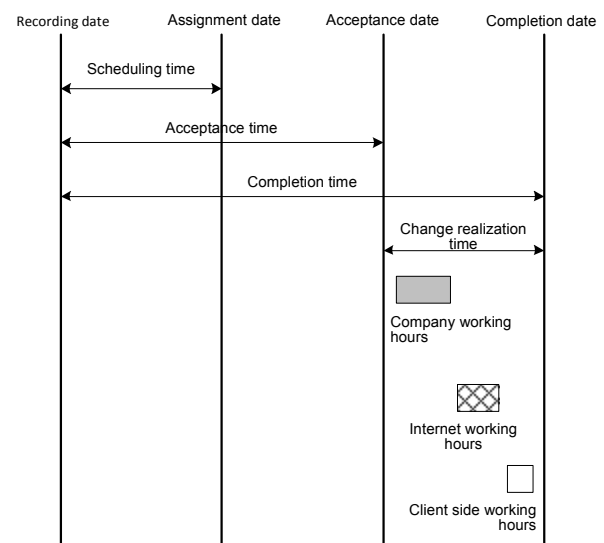 Recording date
Assignment date
Acceptance date
Completion date
Scheduling time
Acceptance time
Completion time
Change realization
time
Company working
hours
Internet working
hours
Client side working
hours